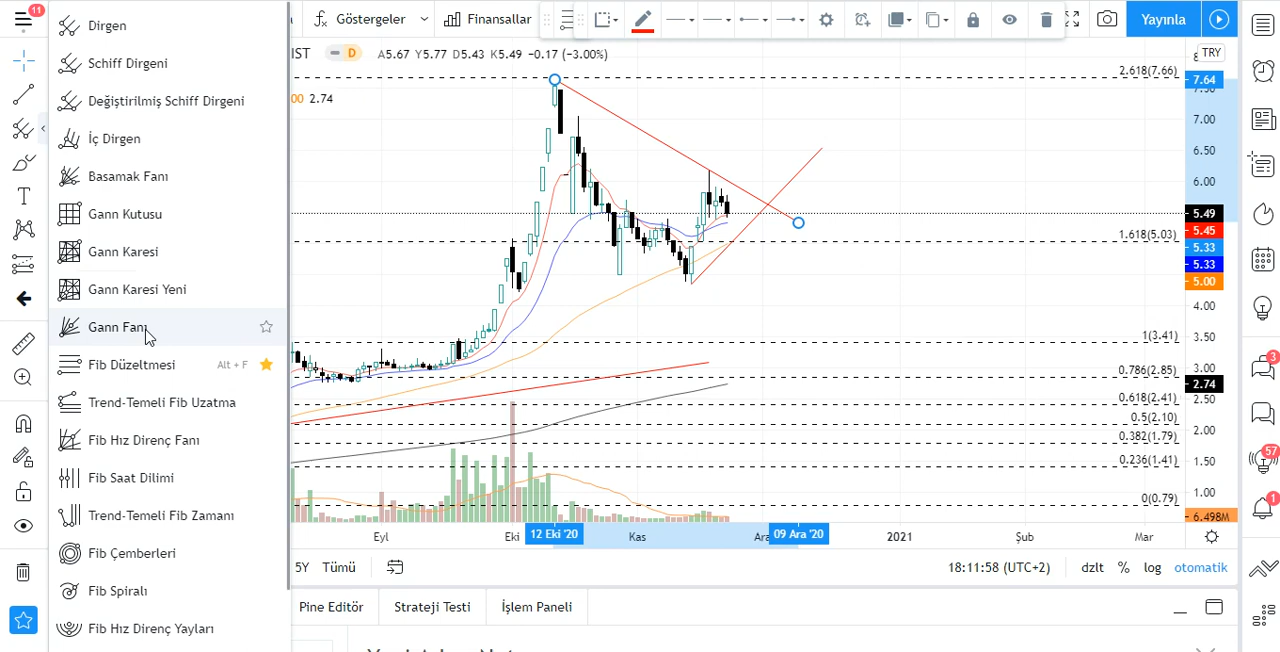 11
Göstergeler
Finansallar
Yayınla
IST
D
A5.67 Y5.77 D5.43 K5.49 −0.17 (−3.00%)
TRY
00 2.74
Dirgen
Schiff Dirgeni
Değiştirilmiş Schiff Dirgeni
İç Dirgen
Basamak Fanı
Gann Kutusu
Gann Karesi
Gann Karesi Yeni
Gann Fanı
Fib Düzeltmesi Alt + F
Trend-Temeli Fib Uzatma
Fib Hız Direnç Fanı
Fib Saat Dilimi
Trend-Temeli Fib Zamanı
Fib Çemberleri
Fib Spiralı
Fib Hız Direnç Yayları
2.618(7.66)
1.618(5.03)
1(3.41)
0.786(2.85)
0.618(2.41)
0.5(2.10)
0.382(1.79)
0.236(1.41)
0(0.79)
7.64
7.00
6.50
6.00
5.49
5.45
5.33
5.33
5.00
4.00
3.50
3.00
2.74
2.50
2.00
1.50
1.00
6.498M
Eyl
Eki
12 Eki '20
Kas
Ara
09 Ara '20
2021
Şub
Mar
5Y Tümü
18:11:58 (UTC+2)
dzlt % log otomatik
Pine Editör
Strateji Testi
İşlem Paneli
3
57
1